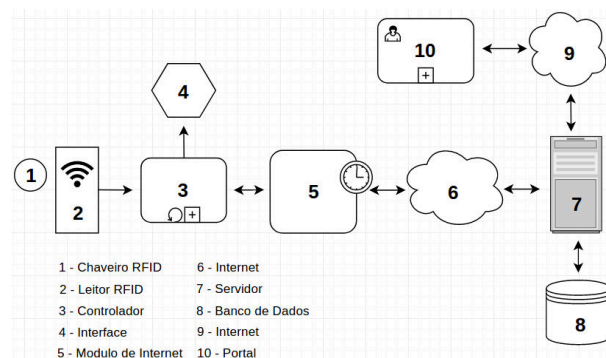 10
9
4
1
2
3
5
6
7
8
1 - Chaveiro RFID
2 - Leitor RFID
3 - Controlador
4 - Interface
5 - Modulo de Internet
6 - Internet
7 - Servidor
8 - Banco de Dados
9 - Internet
10 - Portal